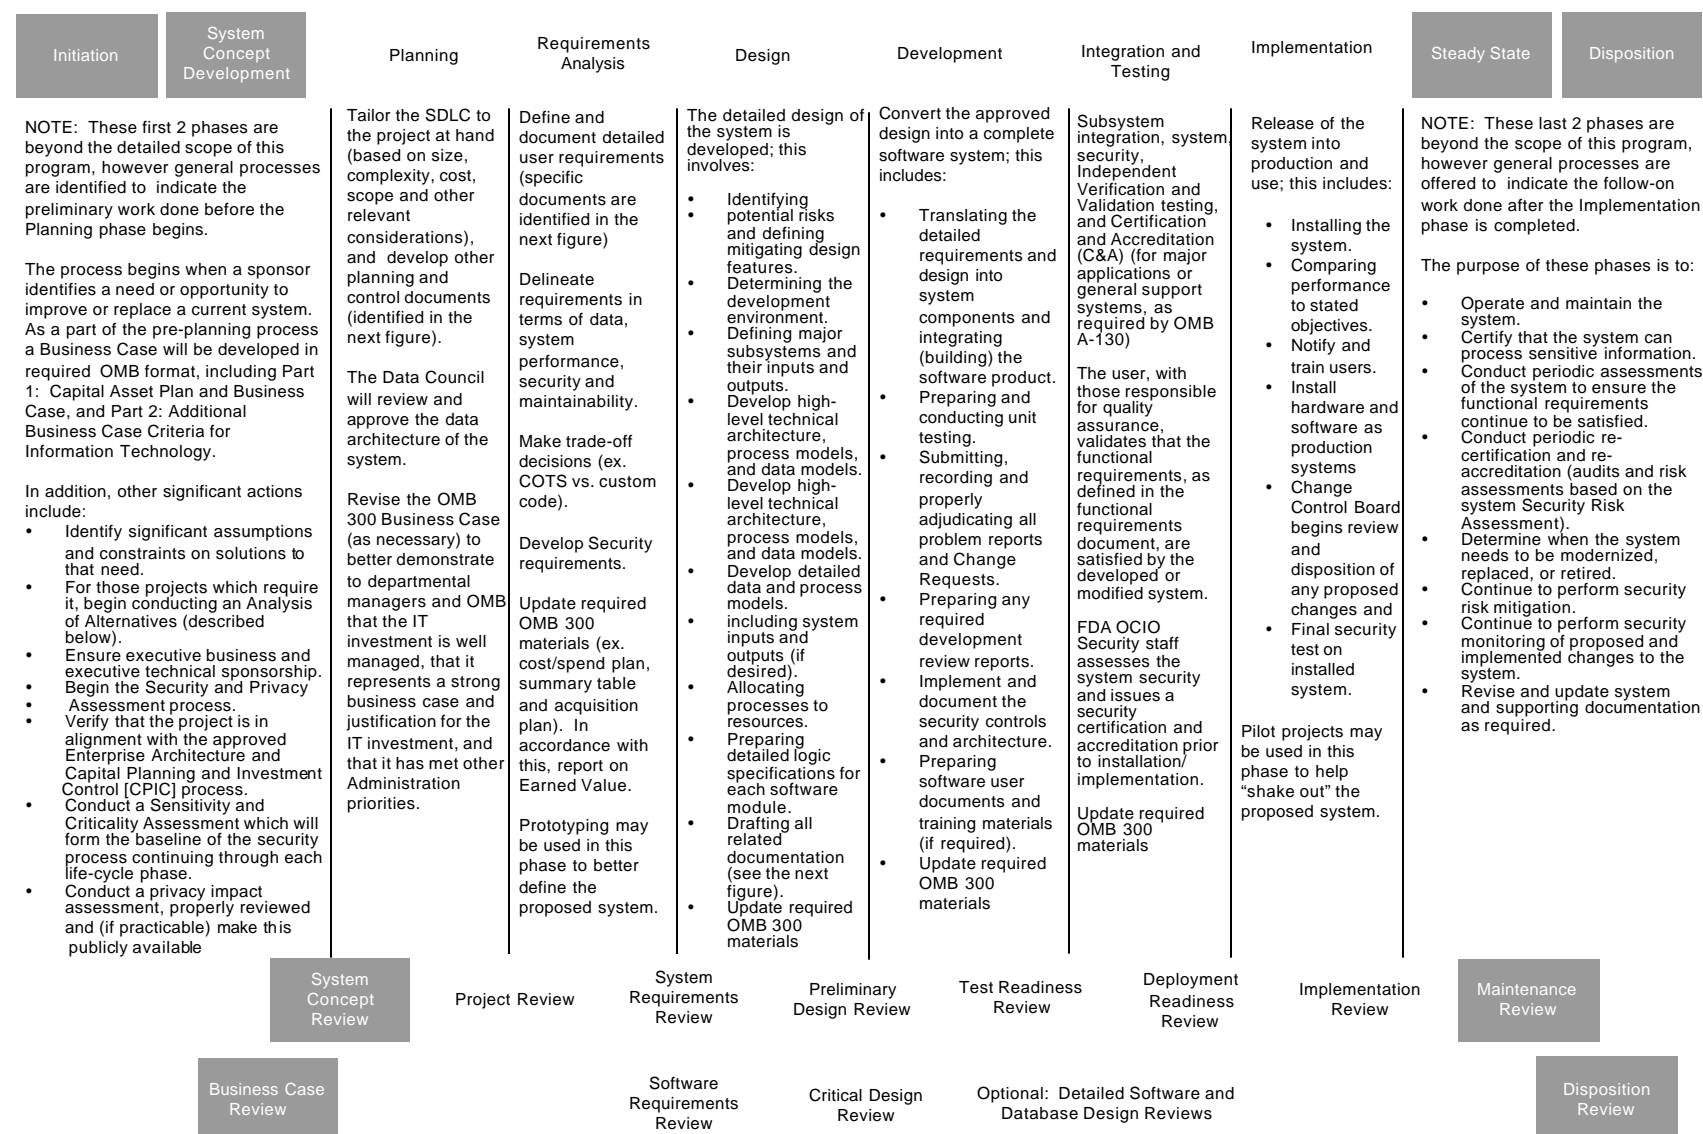 Initiation
System
Concept
Development
Planning
Requirements
Analysis
Design
Development
Integration and
Testing
Implementation
Steady State
Disposition
NOTE: These first 2 phases are
beyond the detailed scope of this
program, however general processes
are identified to indicate the
preliminary work done before the
Planning phase begins.
The process begins when a sponsor
identifies a need or opportunity to
improve or replace a current system.
As a part of the pre-planning process
a Business Case will be developed in
required OMB format, including Part
1: Capital Asset Plan and Business
Case, and Part 2: Additional
Business Case Criteria for
Information Technology.
In addition, other significant actions
include:
• Identify significant assumptions
and constraints on solutions to
that need.
• For those projects which require
it, begin conducting an Analysis
of Alternatives (described
below).
• Ensure executive business and
executive technical sponsorship.
• Begin the Security and Privacy
• Assessment process.
• Verify that the project is in
alignment with the approved
Enterprise Architecture and
Capital Planning and Investment
Control [CPIC] process.
• Conduct a Sensitivity and
Criticality Assessment which will
form the baseline of the security
process continuing through each
life-cycle phase.
• Conduct a privacy impact
assessment, properly reviewed
and (if practicable) make this
publicly available
Tailor the SDLC to
the project at hand
(based on size,
complexity, cost,
scope and other
relevant
considerations),
and develop other
planning and
control documents
(identified in the
next figure).
The Data Council
will review and
approve the data
architecture of the
system.
Revise the OMB
300 Business Case
(as necessary) to
better demonstrate
to departmental
managers and OMB
that the IT
investment is well
managed, that it
represents a strong
business case and
justification for the
IT investment, and
that it has met other
Administration
priorities.
Define and
document detailed
user requirements
(specific
documents are
identified in the
next figure)
Delineate
requirements in
terms of data,
system
performance,
security and
maintainability.
Make trade-off
decisions (ex.
COTS vs. custom
code).
Develop Security
requirements.
Update required
OMB 300
materials (ex.
cost/spend plan,
summary table
and acquisition
plan). In
accordance with
this, report on
Earned Value.
Prototyping may
be used in this
phase to better
define the
proposed system.
The detailed design of
the system is
developed; this
involves:
• Identifying
• potential risks
and defining
mitigating design
features.
• Determining the
development
environment.
• Defining major
subsystems and
their inputs and
outputs.
• Develop high-
level technical
architecture,
process models,
and data models.
• Develop high-
level technical
architecture,
process models,
and data models.
• Develop detailed
data and process
models.
• including system
inputs and
outputs (if
desired).
• Allocating
processes to
resources.
• Preparing
detailed logic
specifications for
each software
module.
• Drafting all
related
documentation
(see the next
figure).
• Update required
OMB 300
materials
Convert the approved
design into a complete
software system; this
includes:
• Translating the
detailed
requirements and
design into
system
components and
integrating
(building) the
software product.
• Preparing and
conducting unit
testing.
• Submitting,
recording and
properly
adjudicating all
problem reports
and Change
Requests.
• Preparing any
required
development
review reports.
• Implement and
document the
security controls
and architecture.
• Preparing
software user
documents and
training materials
(if required).
• Update required
OMB 300
materials
Subsystem
integration, system,
security,
Independent
Verification and
Validation testing,
and Certification
and Accreditation
(C&A) (for major
applications or
general support
systems, as
required by OMB
A-130)
The user, with
those responsible
for quality
assurance,
validates that the
functional
requirements, as
defined in the
functional
requirements
document, are
satisfied by the
developed or
modified system.
FDA OCIO
Security staff
assesses the
system security
and issues a
security
certification and
accreditation prior
to installation/
implementation.
Update required
OMB 300
materials
Release of the
system into
production and
use; this includes:
• Installing the
system.
• Comparing
performance
to stated
objectives.
• Notify and
train users.
• Install
hardware and
software as
production
systems
• Change
Control Board
begins review
and
disposition of
any proposed
changes and
• Final security
test on
installed
system.
Pilot projects may
be used in this
phase to help
“shake out” the
proposed system.
NOTE: These last 2 phases are
beyond the scope of this program,
however general processes are
offered to indicate the follow-on
work done after the Implementation
phase is completed.
The purpose of these phases is to:
• Operate and maintain the
system.
• Certify that the system can
process sensitive information.
• Conduct periodic assessments
of the system to ensure the
functional requirements
continue to be satisfied.
• Conduct periodic re-
certification and re-
accreditation (audits and risk
assessments based on the
system Security Risk
Assessment).
• Determine when the system
needs to be modernized,
replaced, or retired.
• Continue to perform security
risk mitigation.
• Continue to perform security
monitoring of proposed and
implemented changes to the
system.
• Revise and update system
and supporting documentation
as required.
System
Concept
Review
Project Review
System
Requirements
Review
Preliminary
Design Review
Test Readiness
Review
Deployment
Readiness
Review
Implementation
Review
Maintenance
Review
Business Case
Review
Software
Requirements
Review
Critical Design
Review
Optional: Detailed Software and
Database Design Reviews
Disposition
Review